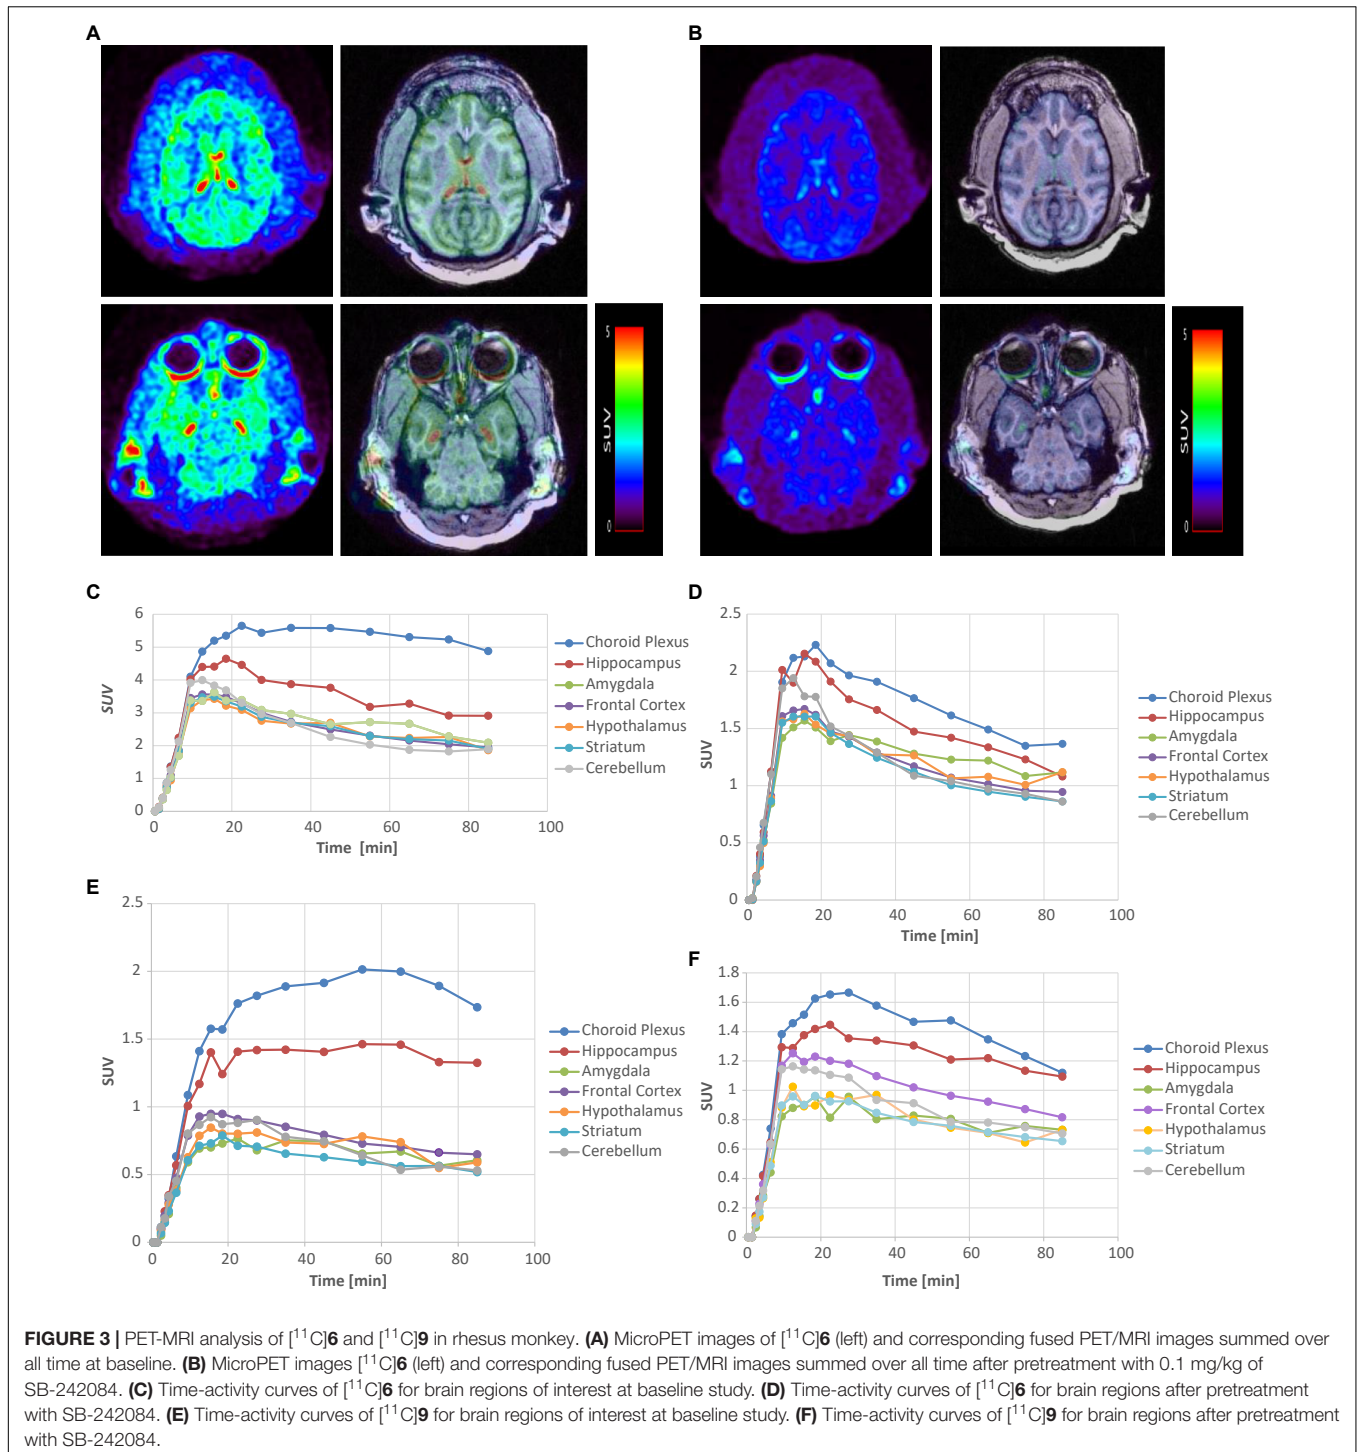 A
B
5
SUV
0
5
SUV
0
C
SUV
6
5
4
3
2
1
0
0
20
40
60
80
100
Time [min]
Choroid Plexus
Hippocampus
Amygdala
Frontal Cortex
Hypothalamus
Striatum
Cerebellum
D
SUV
2.5
2
1.5
1
0.5
0
0
20
40
60
80
100
Time [min]
Choroid Plexus
Hippocampus
Amygdala
Frontal Cortex
Hypothalamus
Striatum
Cerebellum
E
SUV
2.5
2
1.5
1
0.5
0
0
20
40
60
80
100
Time [min]
Choroid Plexus
Hippocampus
Amygdala
Frontal Cortex
Hypothalamus
Striatum
Cerebellum
F
SUV
1.8
1.6
1.4
1.2
1
0.8
0.6
0.4
0.2
0
0
20
40
60
80
100
Time [min]
Choroid Plexus
Hippocampus
Amygdala
Frontal Cortex
Hypothalamus
Striatum
Cerebellum
FIGURE 3 | PET-MRI analysis of [¹¹C]6 and [¹¹C]9 in rhesus monkey. (A) MicroPET images of [¹¹C]6 (left) and corresponding fused PET/MRI images summed over
all time at baseline. (B) MicroPET images [¹¹C]6 (left) and corresponding fused PET/MRI images summed over all time after pretreatment with 0.1 mg/kg of
SB-242084. (C) Time-activity curves of [¹¹C]6 for brain regions of interest at baseline study. (D) Time-activity curves of [¹¹C]6 for brain regions after pretreatment
with SB-242084. (E) Time-activity curves of [¹¹C]9 for brain regions of interest at baseline study. (F) Time-activity curves of [¹¹C]9 for brain regions after pretreatment
with SB-242084.